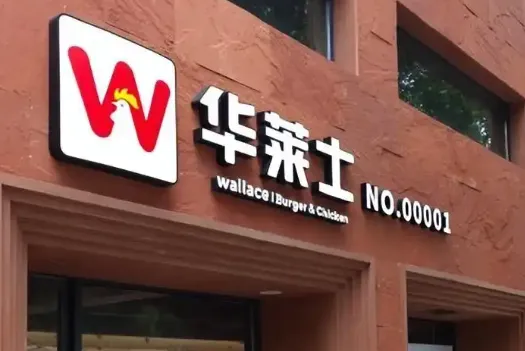 华莱士
wallace | Burger & Chicken
NO.00001